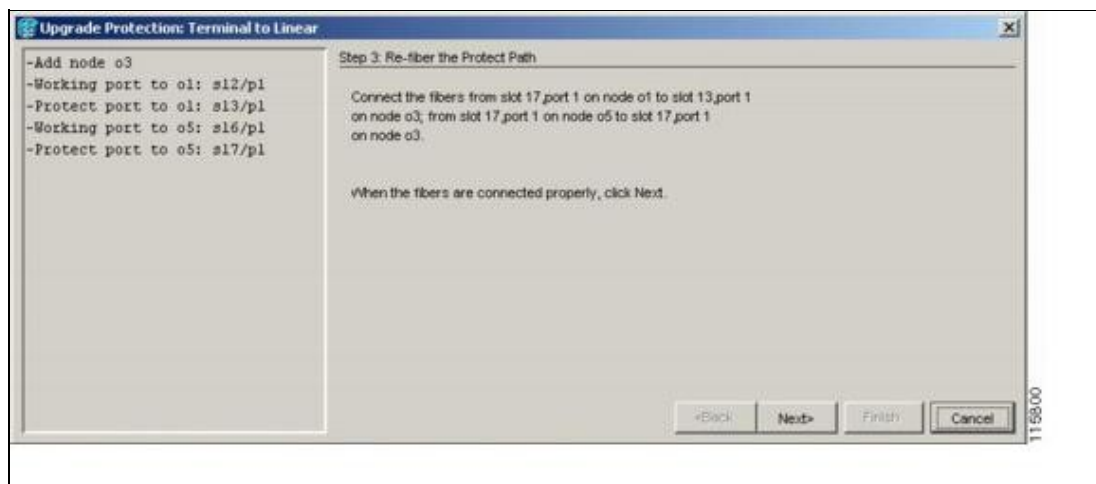 Upgrade Protection: Terminal to Linear
-Add node o3
-Working port to o1: s12/p1
-Protect port to o1: s13/p1
-Working port to o5: s16/p1
-Protect port to o5: s17/p1
Step 3: Re-fiber the Protect Path
Connect the fibers from slot 17,port 1 on node o1 to slot 13,port 1
on node o3; from slot 17,port 1 on node o5 to slot 17,port 1
on node o3.
When the fibers are connected properly, click Next.
<Back
Next>
Finish
Cancel
115800